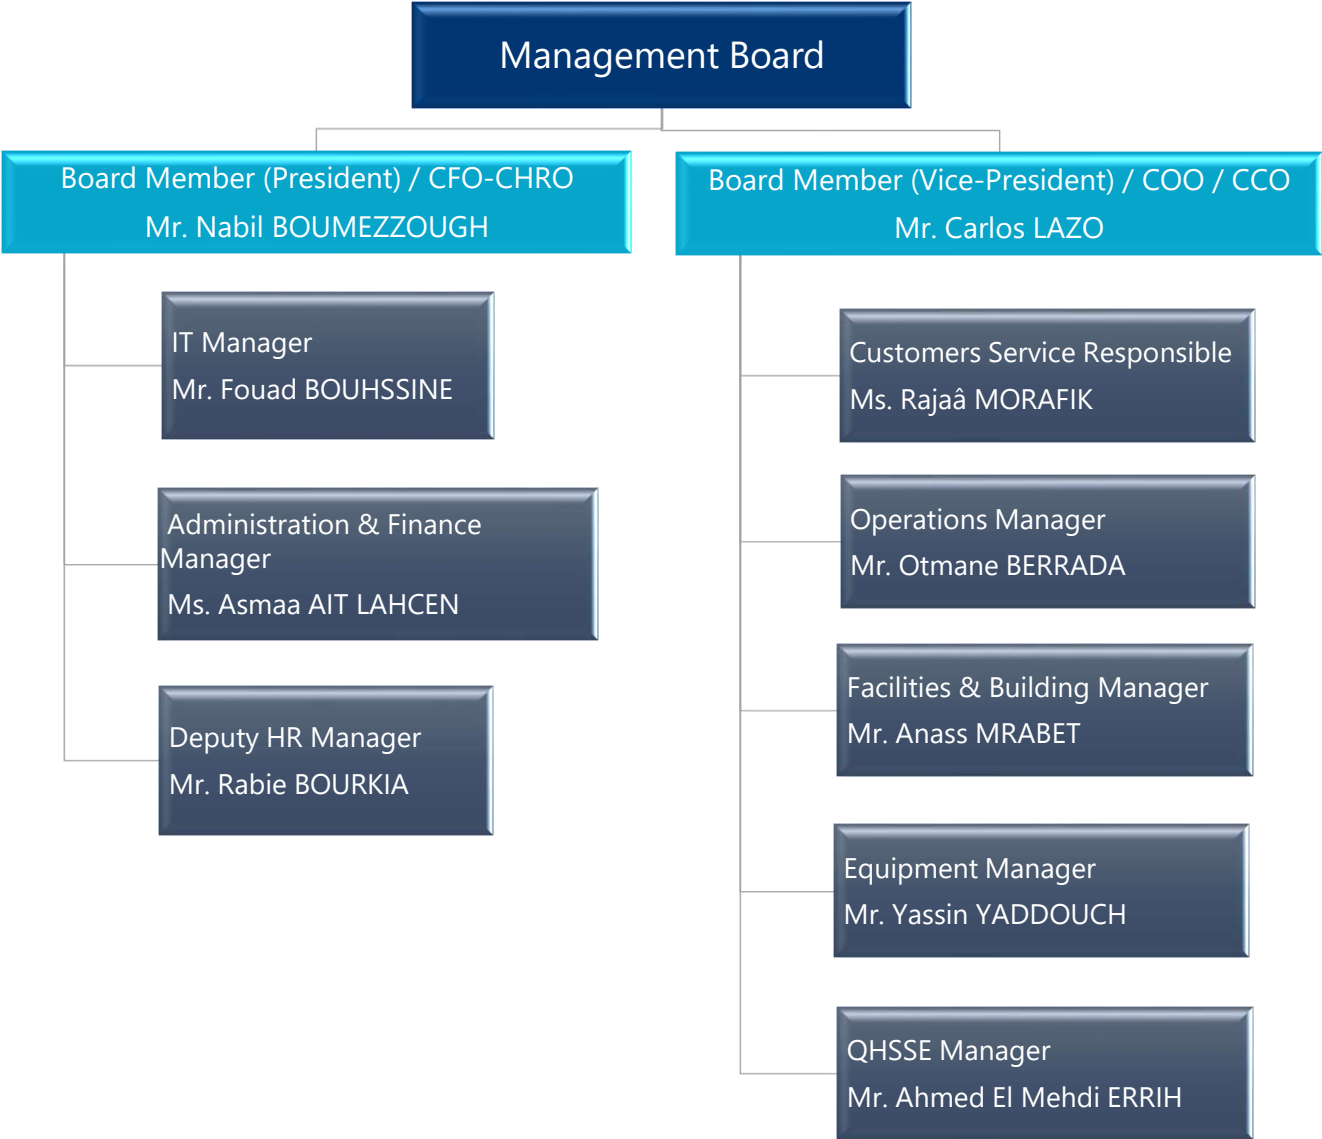 Management Board
Board Member (President) / CFO-CHRO
Mr. Nabil BOUMEZZOUGH
IT Manager
Mr. Fouad BOUHSSINE
Administration & Finance
Manager
Ms. Asmaa AIT LAHCEN
Deputy HR Manager
Mr. Rabie BOURKIA
Board Member (Vice-President) / COO / CCO
Mr. Carlos LAZO
Customers Service Responsible
Ms. Rajaâ MORAFIK
Operations Manager
Mr. Otmane BERRADA
Facilities & Building Manager
Mr. Anass MRABET
Equipment Manager
Mr. Yassin YADDOUCH
QHSSE Manager
Mr. Ahmed El Mehdi ERRIH